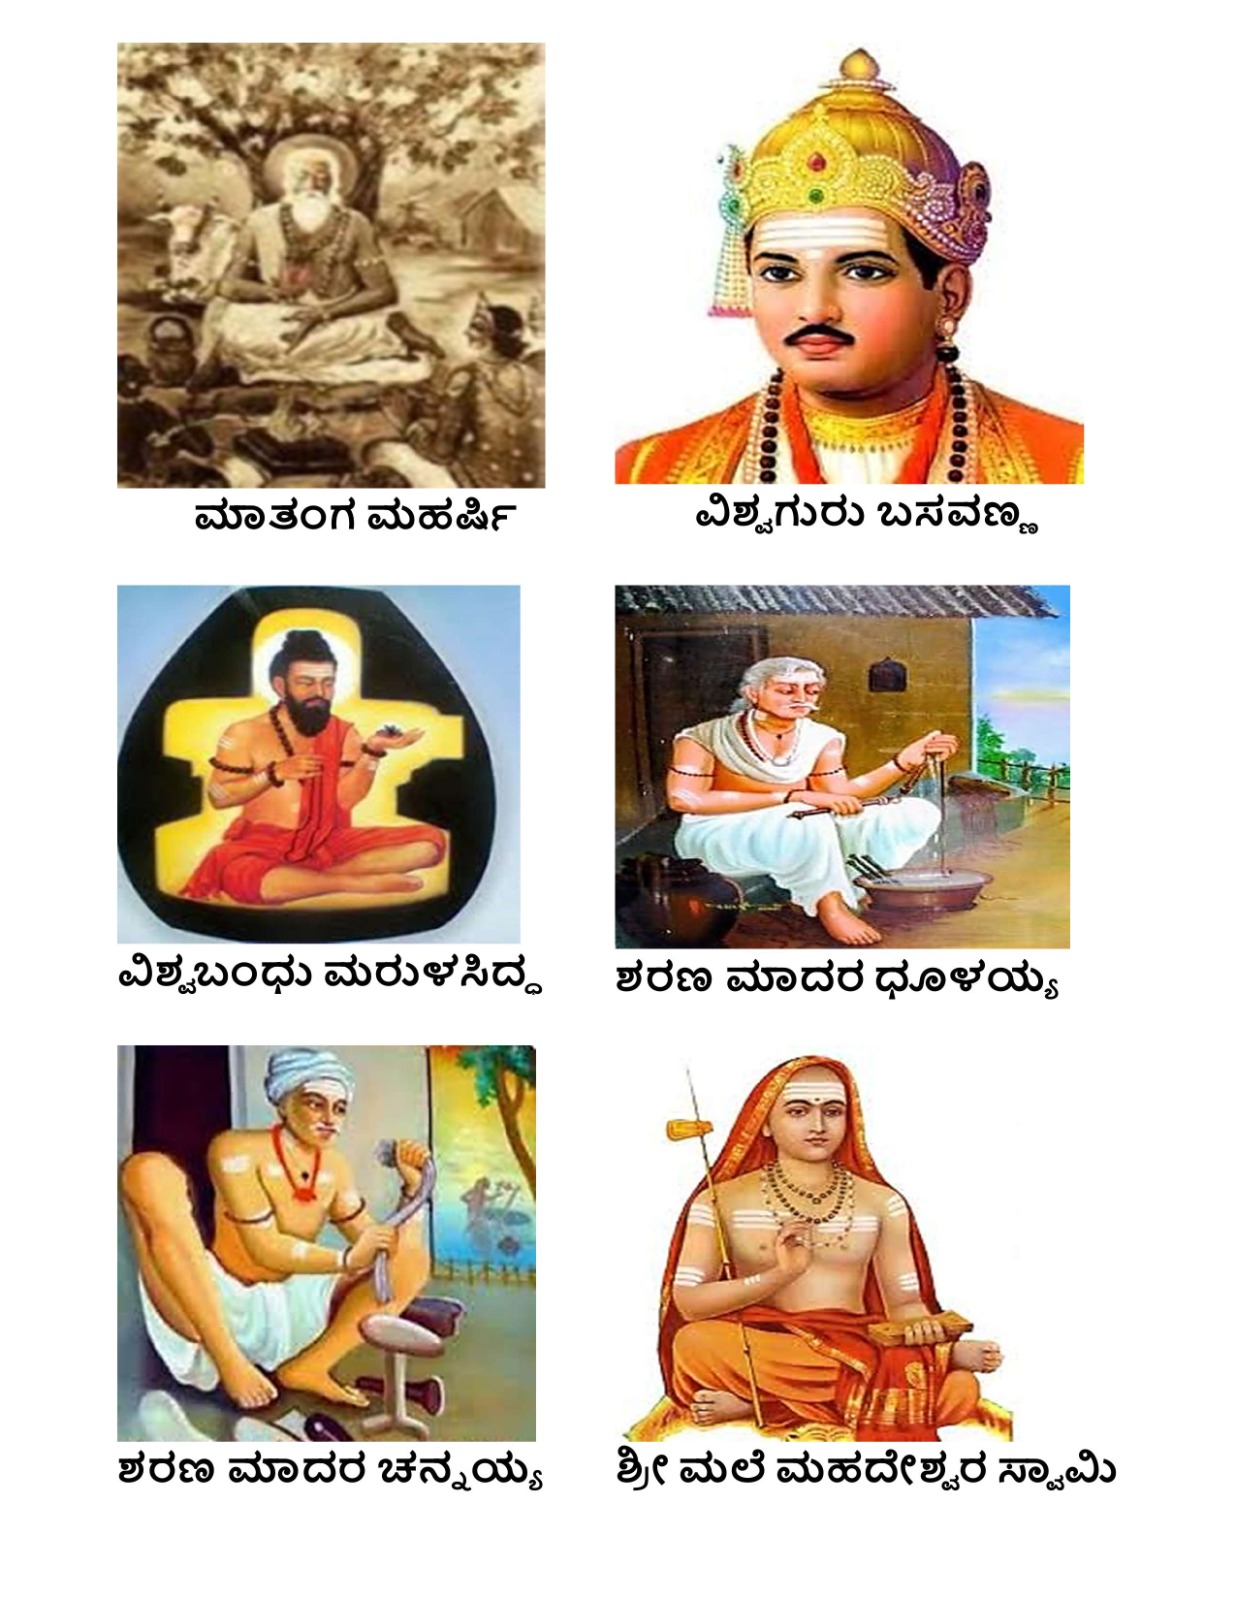 ಮಾತಂಗ ಮಹರ್ಷಿ
ವಿಶ್ವಗುರು ಬಸವಣ್ಣ
ವಿಶ್ವಬಂಧು ಮರುಳಸಿದ್ಧ
ಶರಣ ಮಾದರ ಧೂಳಯ್ಯ
ಶರಣ ಮಾದರ ಚನ್ನಯ್ಯ
ಶ್ರೀ ಮಲೆ ಮಹದೇಶ್ವರ ಸ್ವಾಮಿ